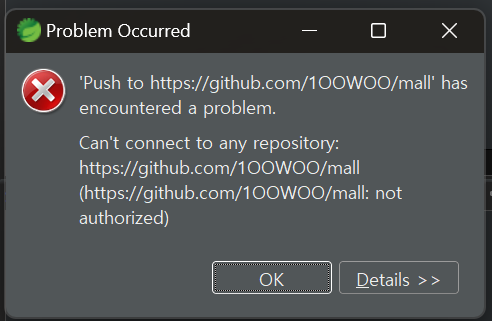 Problem Occurred
'Push to https://github.com/1OOWOO/mall' has
encountered a problem.
Can't connect to any repository:
https://github.com/1OOWOO/mall
(https://github.com/1OOWOO/mall: not
authorized)
OK
Details >>